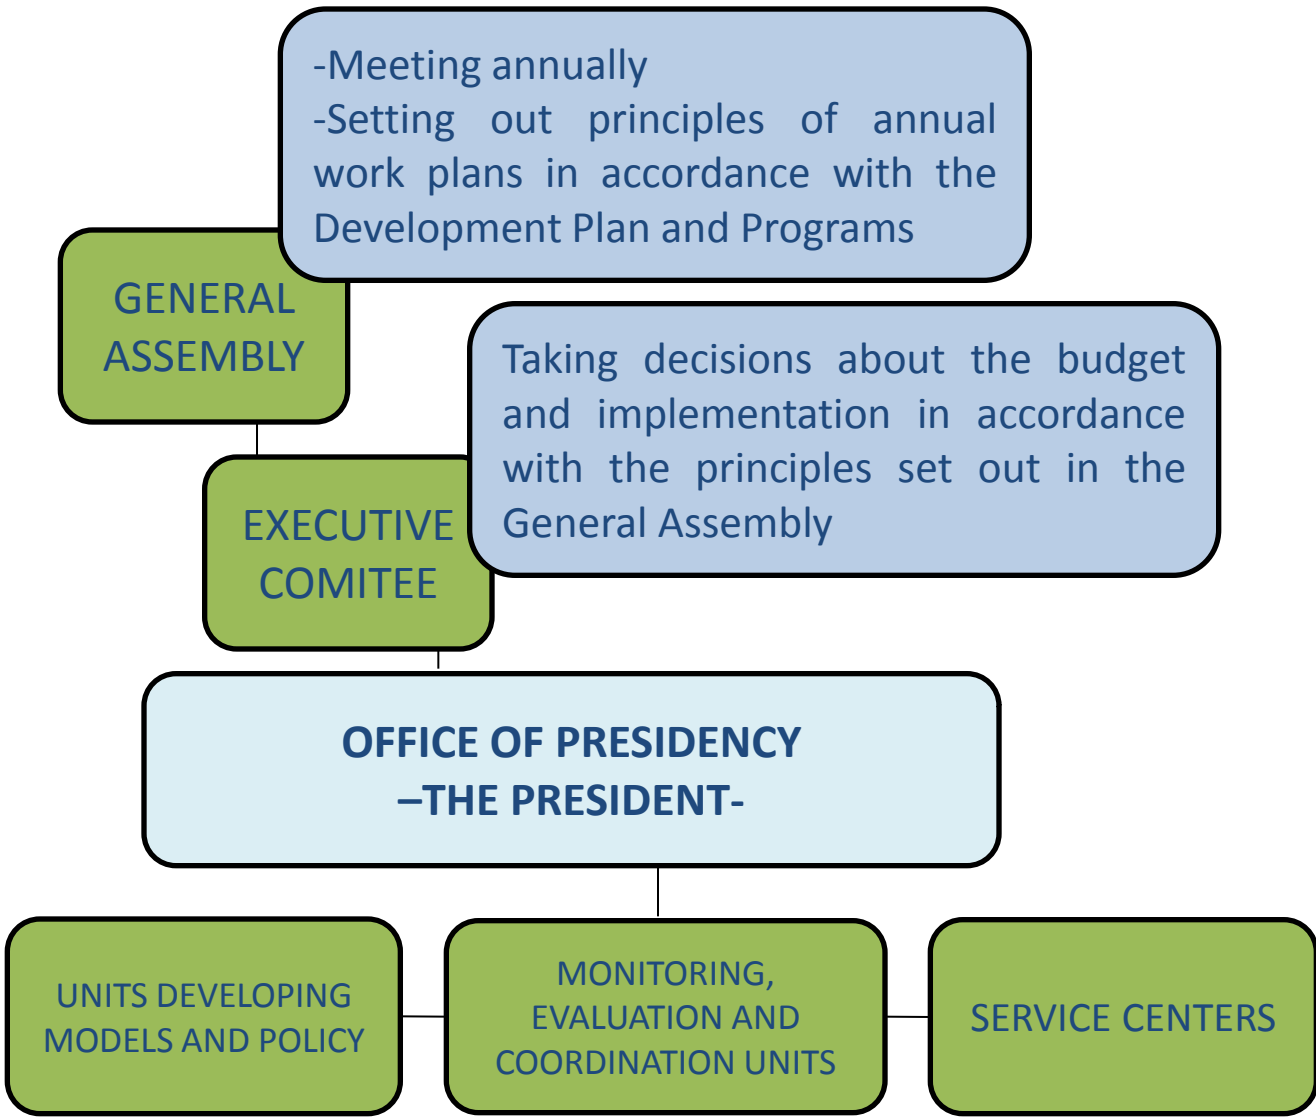 -Meeting annually
-Setting out principles of annual
work plans in accordance with the
Development Plan and Programs
GENERAL
ASSEMBLY
Taking decisions about the budget
and implementation in accordance
with the principles set out in the
General Assembly
EXECUTIVE
COMITEE
OFFICE OF PRESIDENCY
–THE PRESIDENT-
UNITS DEVELOPING
MODELS AND POLICY
MONITORING,
EVALUATION AND
COORDINATION UNITS
SERVICE CENTERS